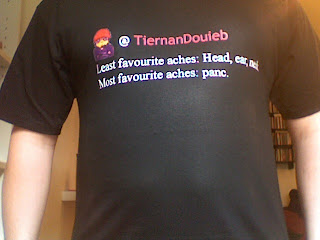 TiernanDouieb
Least favourite aches: Head, ear,
Most favourite aches: panc.